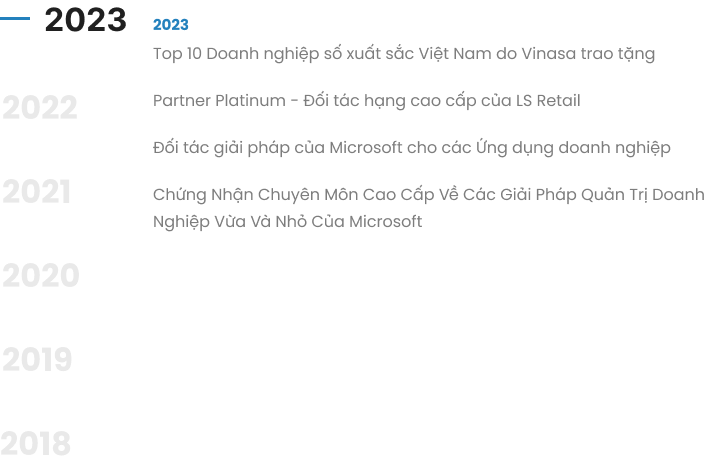 2023
2023
Top 10 Doanh nghiệp số xuất sắc Việt Nam do Vinasa trao tặng
2022
Partner Platinum - Đối tác hạng cao cấp của LS Retail
Đối tác giải pháp của Microsoft cho các Ứng dụng doanh nghiệp
2021
Chứng Nhận Chuyên Môn Cao Cấp Về Các Giải Pháp Quản Trị Doanh
Nghiệp Vừa Và Nhỏ Của Microsoft
2020
2019
2018